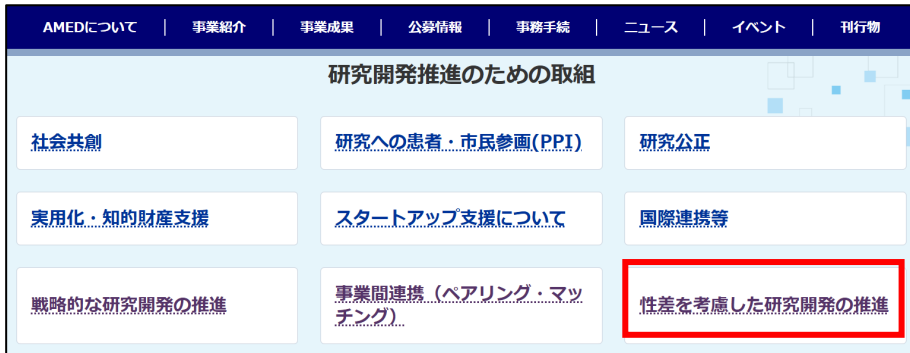 AMEDについて | 事業紹介 | 事業成果 | 公募情報 | 事務手続 | ニュース | イベント | 刊行物
研究開発推進のための取組
社会共創
研究への患者・市民参画(PPI)
研究公正
実用化・知的財産支援
スタートアップ支援について
国際連携等
戦略的な研究開発の推進
事業間連携（ペアリング・マッ
チング）
性差を考慮した研究開発の推進